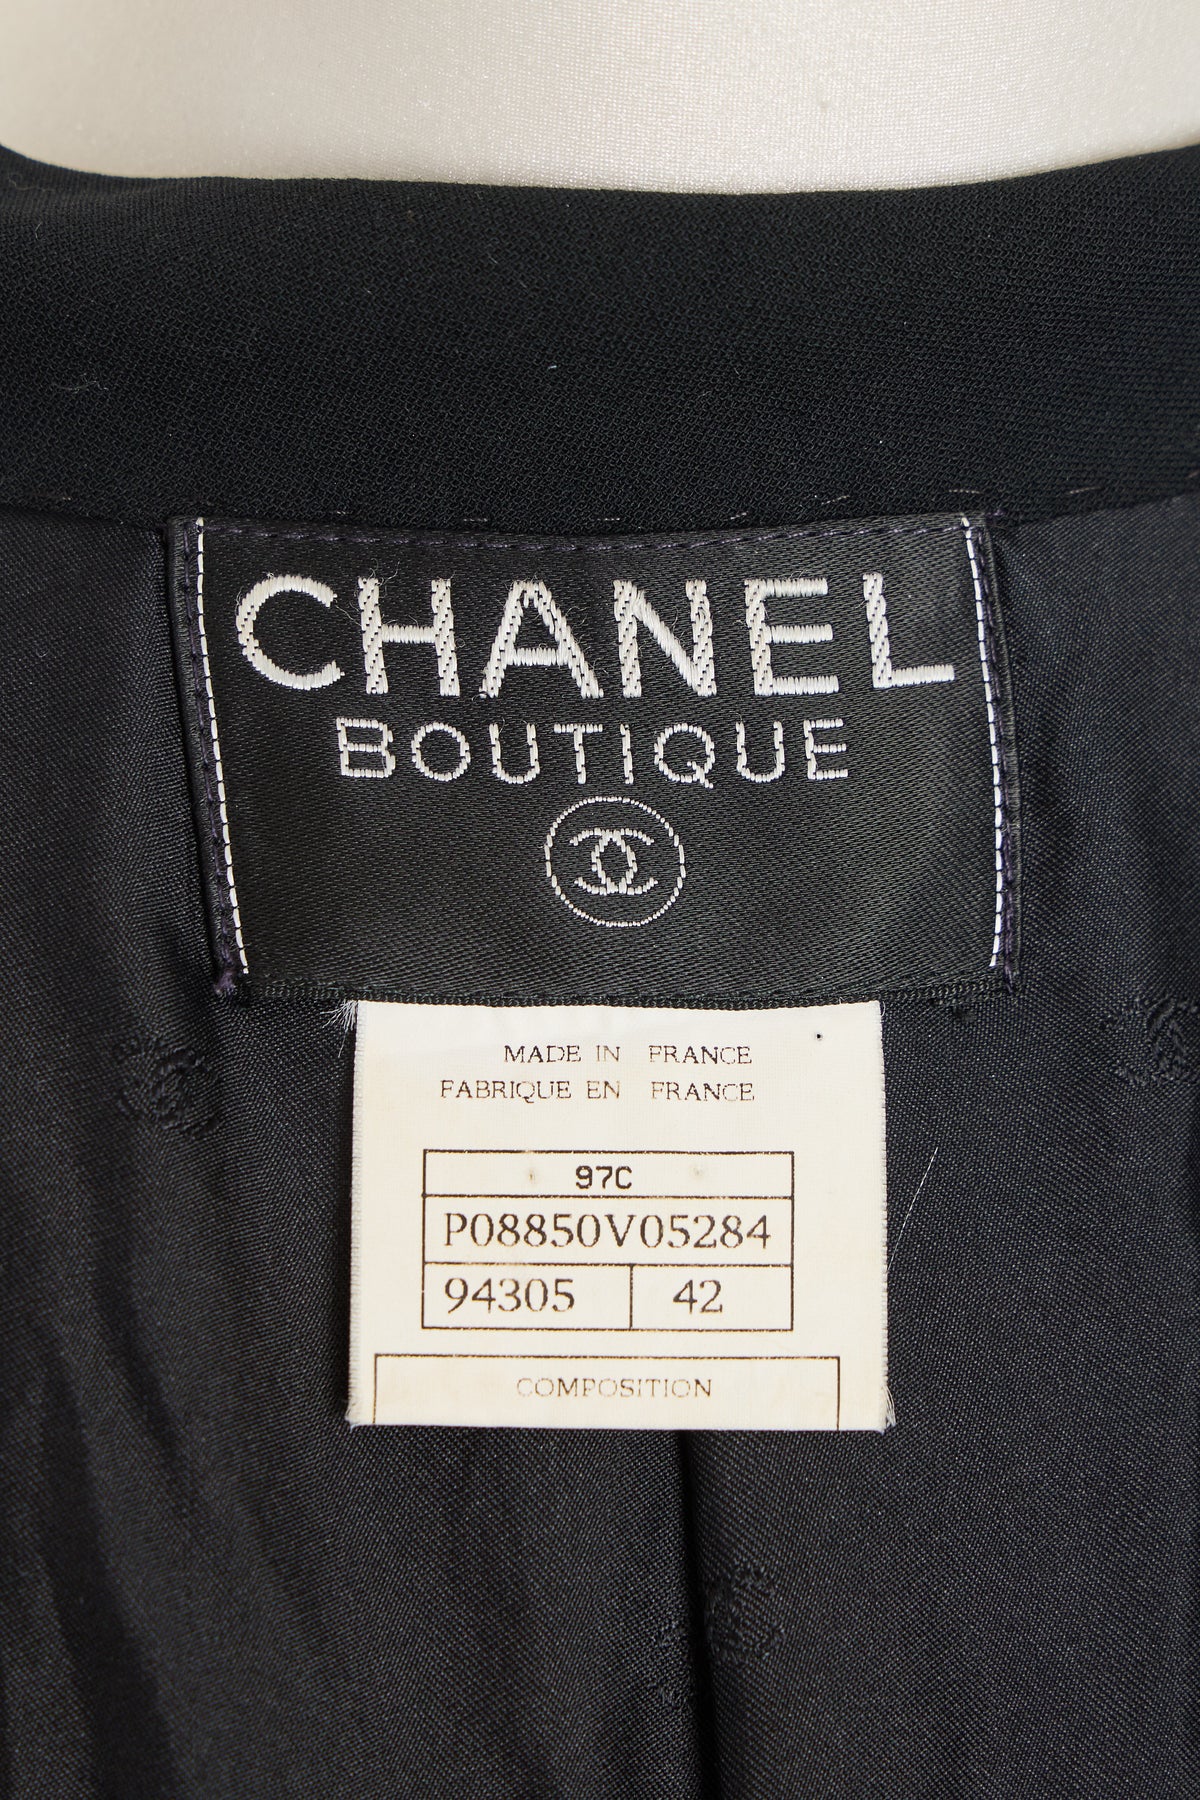 CHANEL
BOUTIQUE
MADE IN FRANCE
FABRIQUE EN FRANCE
97C
P08850V05284
94305 42
COMPOSITION